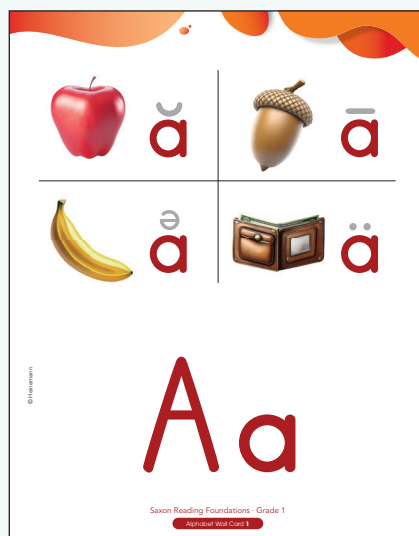 ă
ā
ə
a
ä
Aa
© Heinemann
Saxon Reading Foundations · Grade 1
Alphabet Wall Card 1